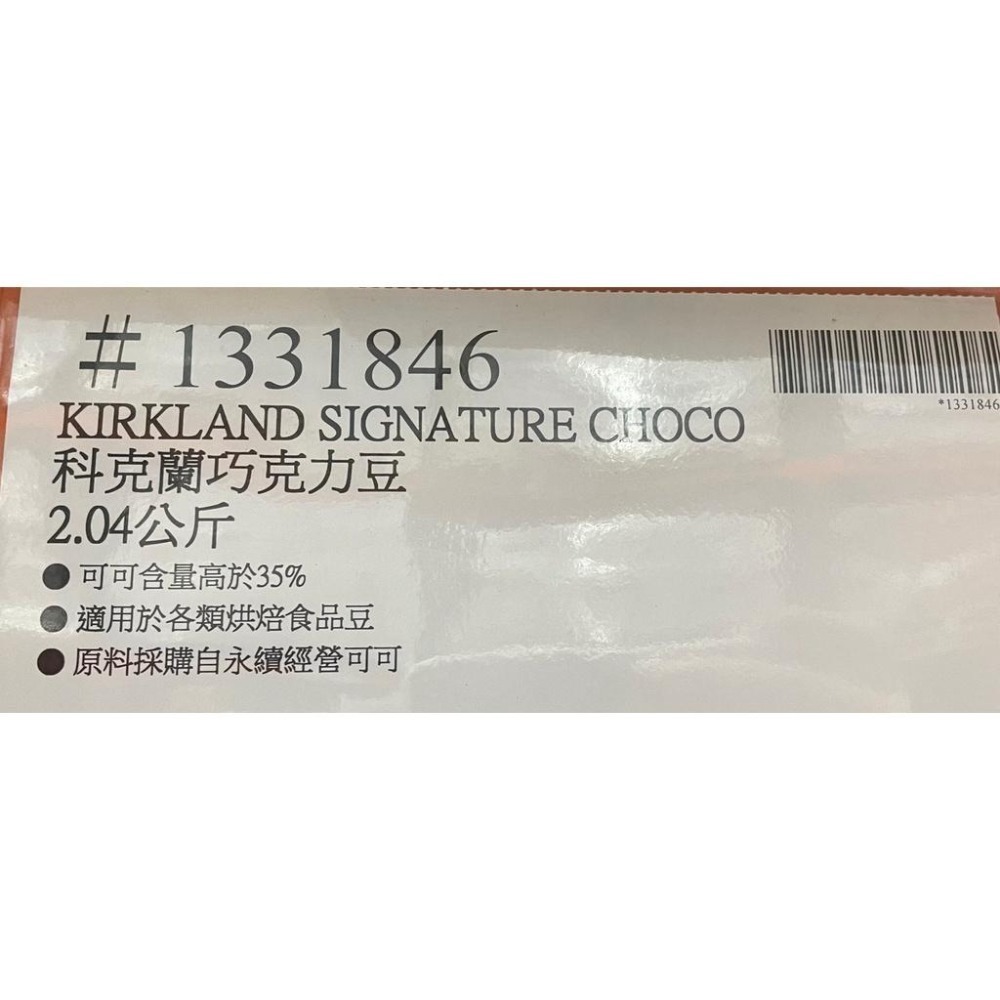 # 1331846
*1331846
KIRKLAND SIGNATURE CHOCO
科克蘭巧克力豆
2.04公斤
● 可可含量高於35%
● 適用於各類烘焙食品豆
● 原料採購自永續經營可可